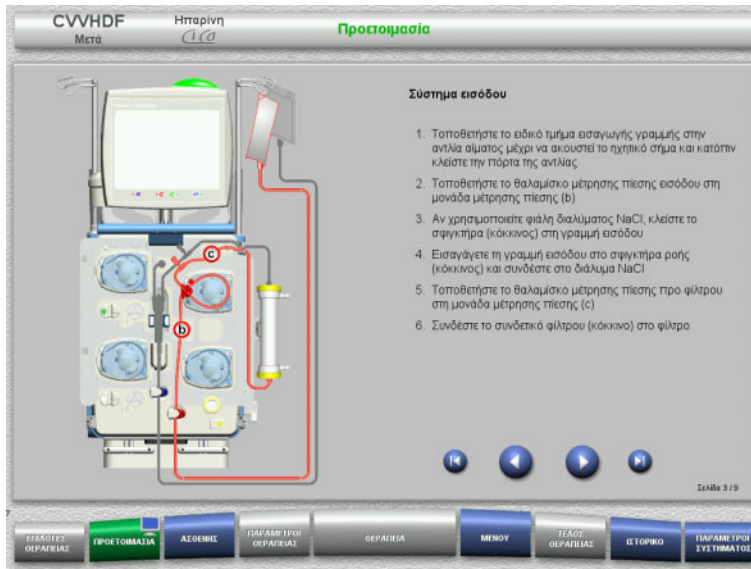 CVVHDF
Μετά
Ηπαρίνη
Προετοιμασία
Σύστημα εισόδου
1. Τοποθετήστε το ειδικό τμήμα εισαγωγής γραμμής στην
αντλία αίματος μέχρι να ακουστεί το ηχητικό σήμα και κατόπιν
κλείστε την πόρτα της αντλίας
2. Τοποθετήστε το θαλαμίσκο μέτρησης πίεσης εισόδου στη
μονάδα μέτρησης πίεσης (b)
3. Αν χρησιμοποιείτε φιάλη διαλύματος NaCl, κλείστε το
σφιγκτήρα (κόκκινος) στη γραμμή εισόδου
4. Εισαγάγετε τη γραμμή εισόδου στο σφιγκτήρα ροής
(κόκκινος) και συνδέστε στο διάλυμα NaCl
5. Τοποθετήστε το θαλαμίσκο μέτρησης πίεσης προ φίλτρου
στη μονάδα μέτρησης πίεσης (c)
6. Συνδέστε το συνδετικό φίλτρου (κόκκινο) στο φίλτρο
c
b
Σελίδα 3 / 9
ΕΠΙΛΟΓΕΣ
ΘΕΡΑΠΕΙΑΣ
ΠΡΟΕΤΟΙΜΑΣΙΑ
ΑΣΘΕΝΗΣ
ΠΑΡΑΜΕΤΡΟΙ
ΘΕΡΑΠΕΙΑΣ
ΘΕΡΑΠΕΙΑ
ΜΕΝΟΥ
ΤΕΛΟΣ
ΘΕΡΑΠΕΙΑΣ
ΙΣΤΟΡΙΚΟ
ΠΑΡΑΜΕΤΡΟΙ
ΣΥΣΤΗΜΑΤΟΣ